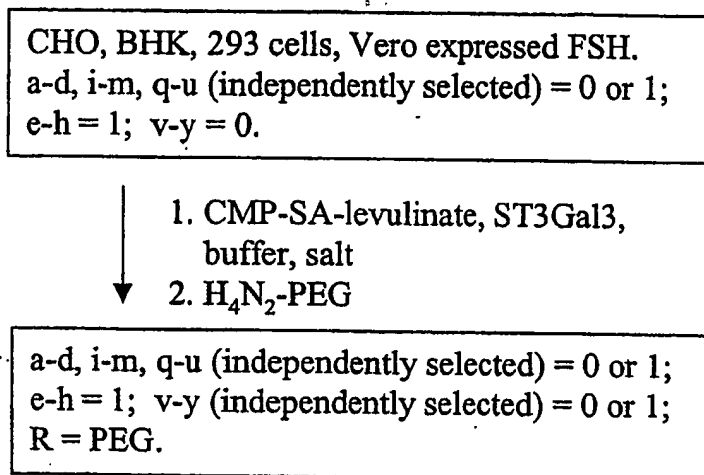 CHO, BHK, 293 cells, Vero expressed FSH.
a-d, i-m, q-u (independently selected) = 0 or 1;
e-h = 1; v-y = 0.
1. CMP-SA-levulinate, ST3Gal3,
buffer, salt
2. H₄N₂-PEG
a-d, i-m, q-u (independently selected) = 0 or 1;
e-h = 1; v-y (independently selected) = 0 or 1;
R = PEG.